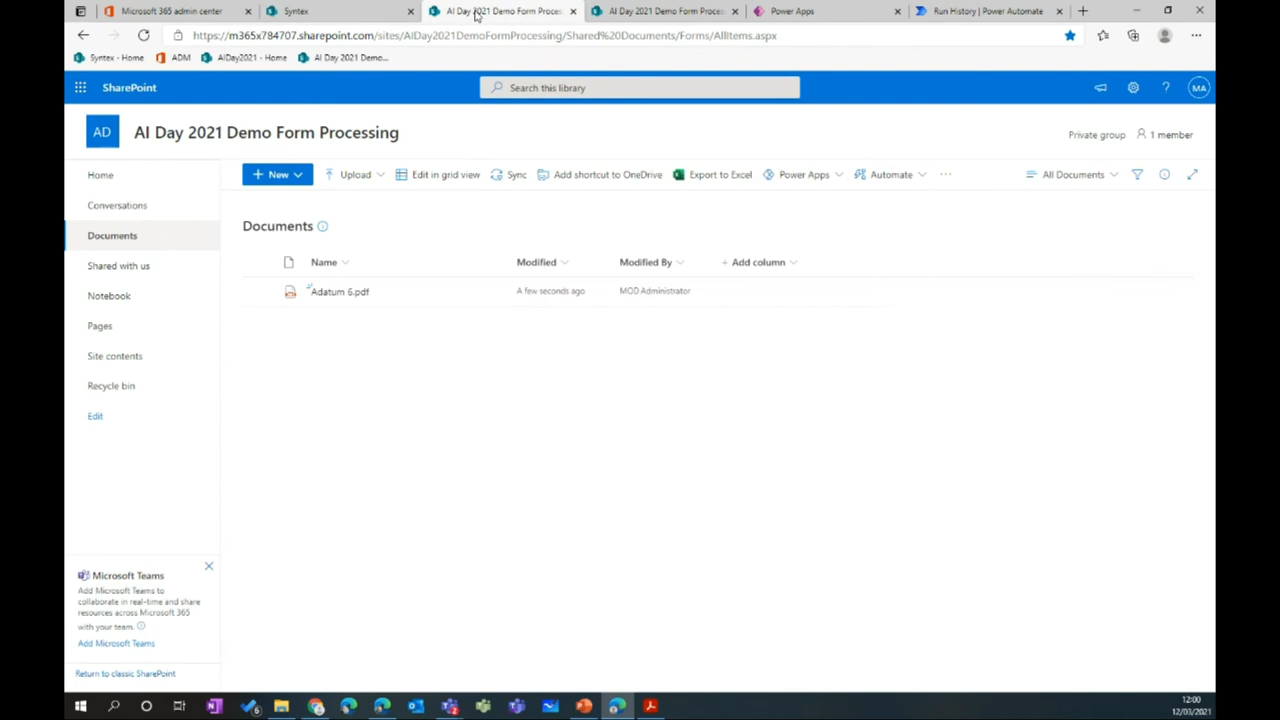 Microsoft 365 admin center
Syntex
AI Day 2021 Demo Form Proces
AI Day 2021 Demo Form Proces
Power Apps
Run History | Power Automate
https://m365x784707.sharepoint.com/sites/AIDay2021DemoFormProcessing/Shared%20Documents/Forms/AllItems.aspx
Syntex - Home
ADM
AIDay2021 - Home
AI Day 2021 Demo...
SharePoint
Search this library
MA
AD
AI Day 2021 Demo Form Processing
Private group
1 member
Home
Conversations
Documents
Shared with us
Notebook
Pages
Site contents
Recycle bin
Edit
+ New
Upload
Edit in grid view
Sync
Add shortcut to OneDrive
Export to Excel
Power Apps
Automate
...
All Documents
Documents
Name
Modified
Modified By
+ Add column
Adatum 6.pdf
A few seconds ago
MOD Administrator
Microsoft Teams
Add Microsoft Teams to
collaborate in real-time and share
resources across Microsoft 365
with your team.
Add Microsoft Teams
Return to classic SharePoint
12:00
12/03/2021